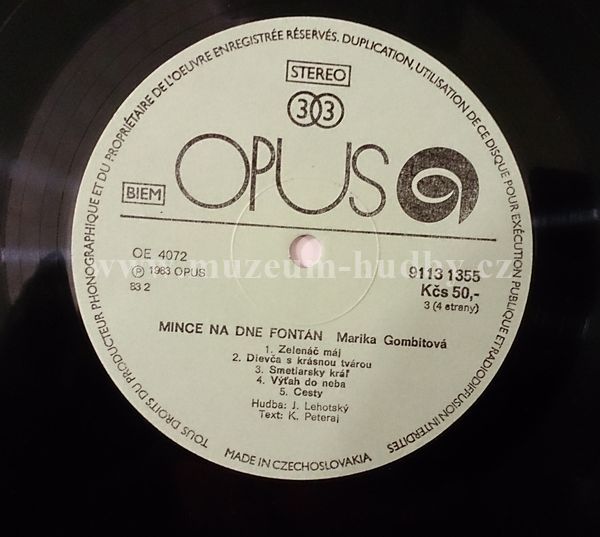 TOUS DROITS DU PRODUCTEUR PHONOGRAPHIQUE ET DU PROPRIÉTAIRE DE L'OEUVRE ENREGISTRÉE RÉSERVÉS. DUPLICATION, UTILISATION DE CE DISQUE POUR EXÉCUTION PUBLIQUE ET RADIODIFFUSION INTERDITES
STEREO
33
OPUS
BIEM
OE 4072
℗ 1983 OPUS
83 2
9113 1355
Kčs 50,-
3 (4 strany)
www.muzeum-hudby.cz
MINCE NA DNE FONTÁN Marika Gombitová
1. Zelenáč máj
2. Dievča s krásnou tvárou
3. Smetiarsky kráľ
4. Výťah do neba
5. Cesty
Hudba: J. Lehotský
Text: K. Peteraj
MADE IN CZECHOSLOVAKIA